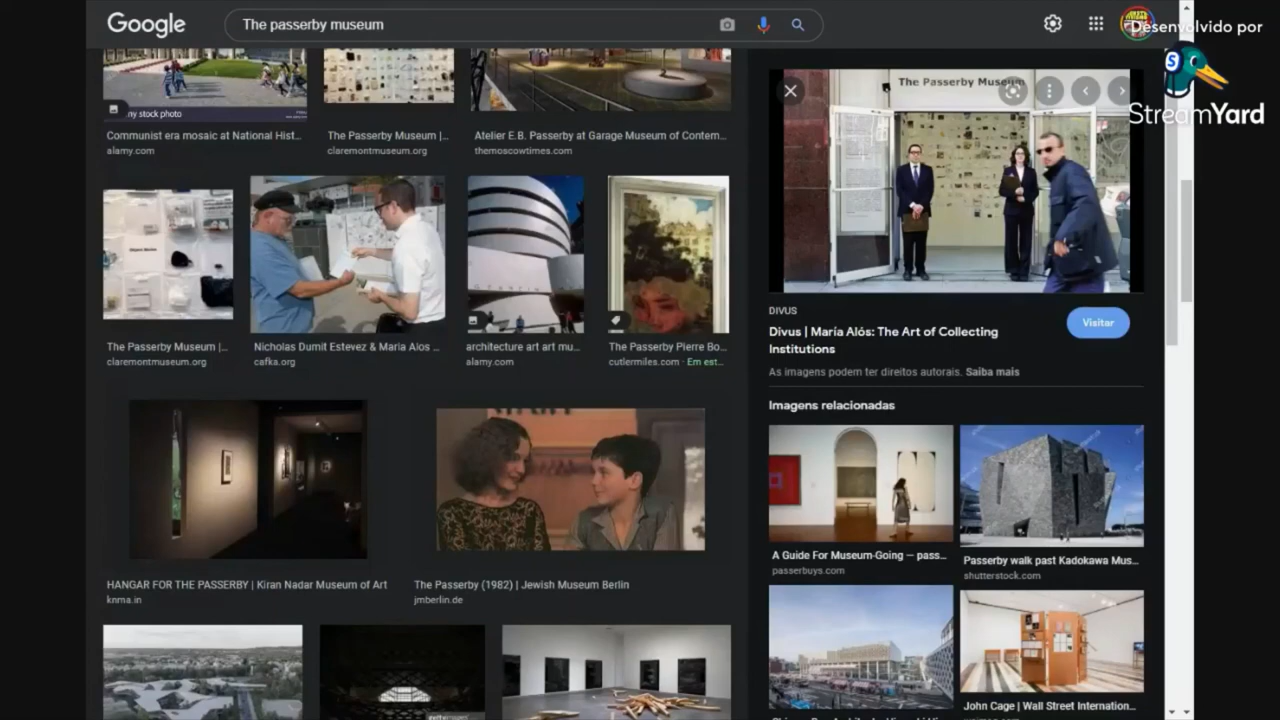 Google
The passerby museum
Desenvolvido por
StreamYard
ny stock photo
Communist era mosaic at National Hist...
alamy.com
The Passerby Museum |...
claremontmuseum.org
Atelier E.B. Passerby at Garage Museum of Contem...
themoscowtimes.com
The Passerby Museum |...
claremontmuseum.org
Nicholas Dumit Estevez & Maria Alos ...
cafka.org
architecture art art mu...
alamy.com
The Passerby Pierre Bo...
cutlermiles.com · Em est...
HANGAR FOR THE PASSERBY | Kiran Nadar Museum of Art
knma.in
The Passerby (1982) | Jewish Museum Berlin
jmberlin.de
The Passerby Museum
DIVUS
Divus | María Alós: The Art of Collecting
Institutions
Visitar
As imagens podem ter direitos autorais. Saiba mais
Imagens relacionadas
A Guide For Museum-Going — pass...
passerbuys.com
Passerby walk past Kadokawa Mus...
shutterstock.com
John Cage | Wall Street Internation...